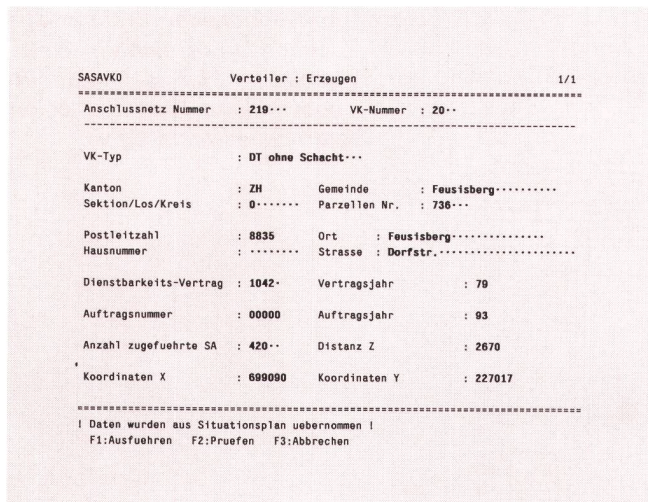 SASAVKO Verteiler : Erzeugen 1/1
Anschlussnetz Nummer : 219··· VK-Nummer : 20··
VK-Typ : DT ohne Schacht···
Kanton : ZH Gemeinde : Feusisberg··········
Sektion/Los/Kreis : 0······· Parzellen Nr. : 736···
Postleitzahl : 8835 Ort : Feusisberg···············
Hausnummer : ········ Strasse : Dorfstr.······················
Dienstbarkeits-Vertrag : 1042· Vertragsjahr : 79
Auftragsnummer : 00000 Auftragsjahr : 93
Anzahl zugefuehrte SA : 420·· Distanz Z : 2670
Koordinaten X : 699090 Koordinaten Y : 227017
! Daten wurden aus Situationsplan uebernommen !
F1:Ausfuehren F2:Pruefen F3:Abbrechen